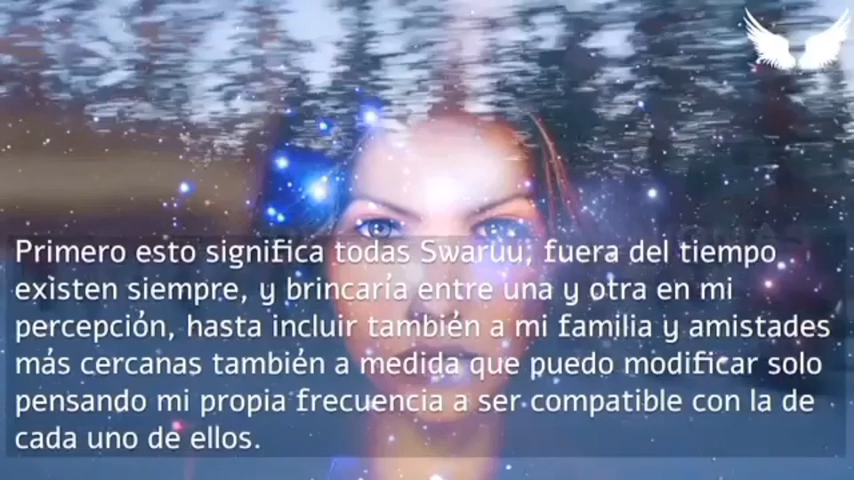 Primero esto significa todas Swaruu; fuera del tiempo
existen siempre, y brincaría entre una y otra en mi
percepción, hasta incluir también a mi familia y amistades
más cercanas también a medida que puedo modificar solo
pensando mi propia frecuencia a ser compatible con la de
cada uno de ellos.